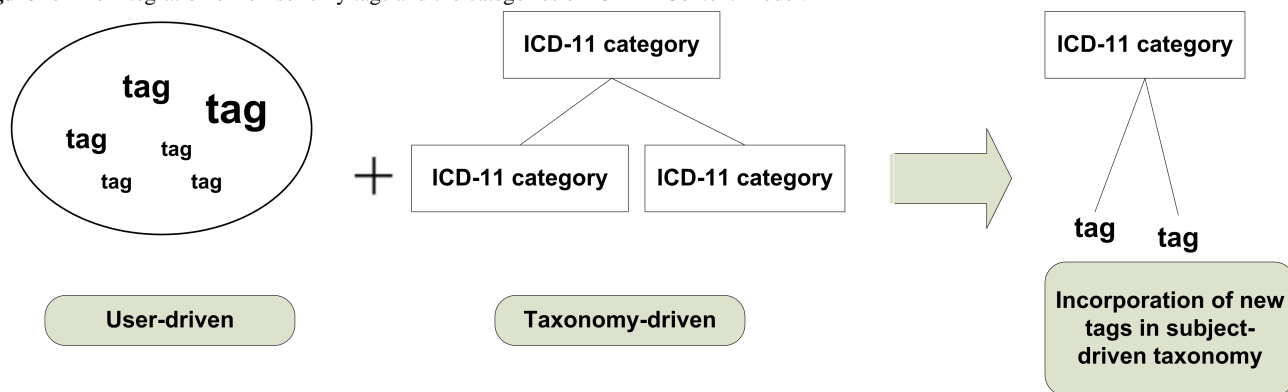 ICD-11 category
ICD-11 category
tag
tag
tag
tag
tag
tag
+
ICD-11 category
ICD-11 category
tag
tag
User-driven
Taxonomy-driven
Incorporation of new
tags in subject-
driven taxonomy